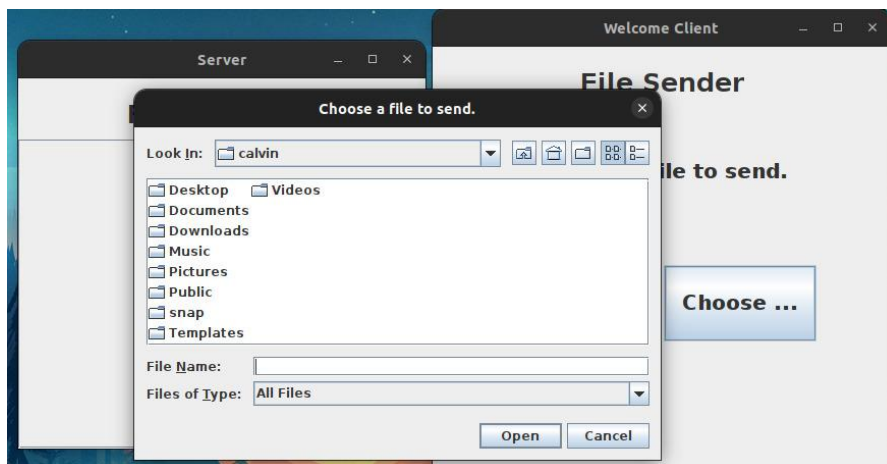 Welcome Client
Server
File Sender
Choose a file to send.
Look In: calvin
ile to send.
Desktop Videos
Documents
Downloads
Music
Pictures
Public
snap
Templates
Choose ...
File Name:
Files of Type: All Files
Open Cancel